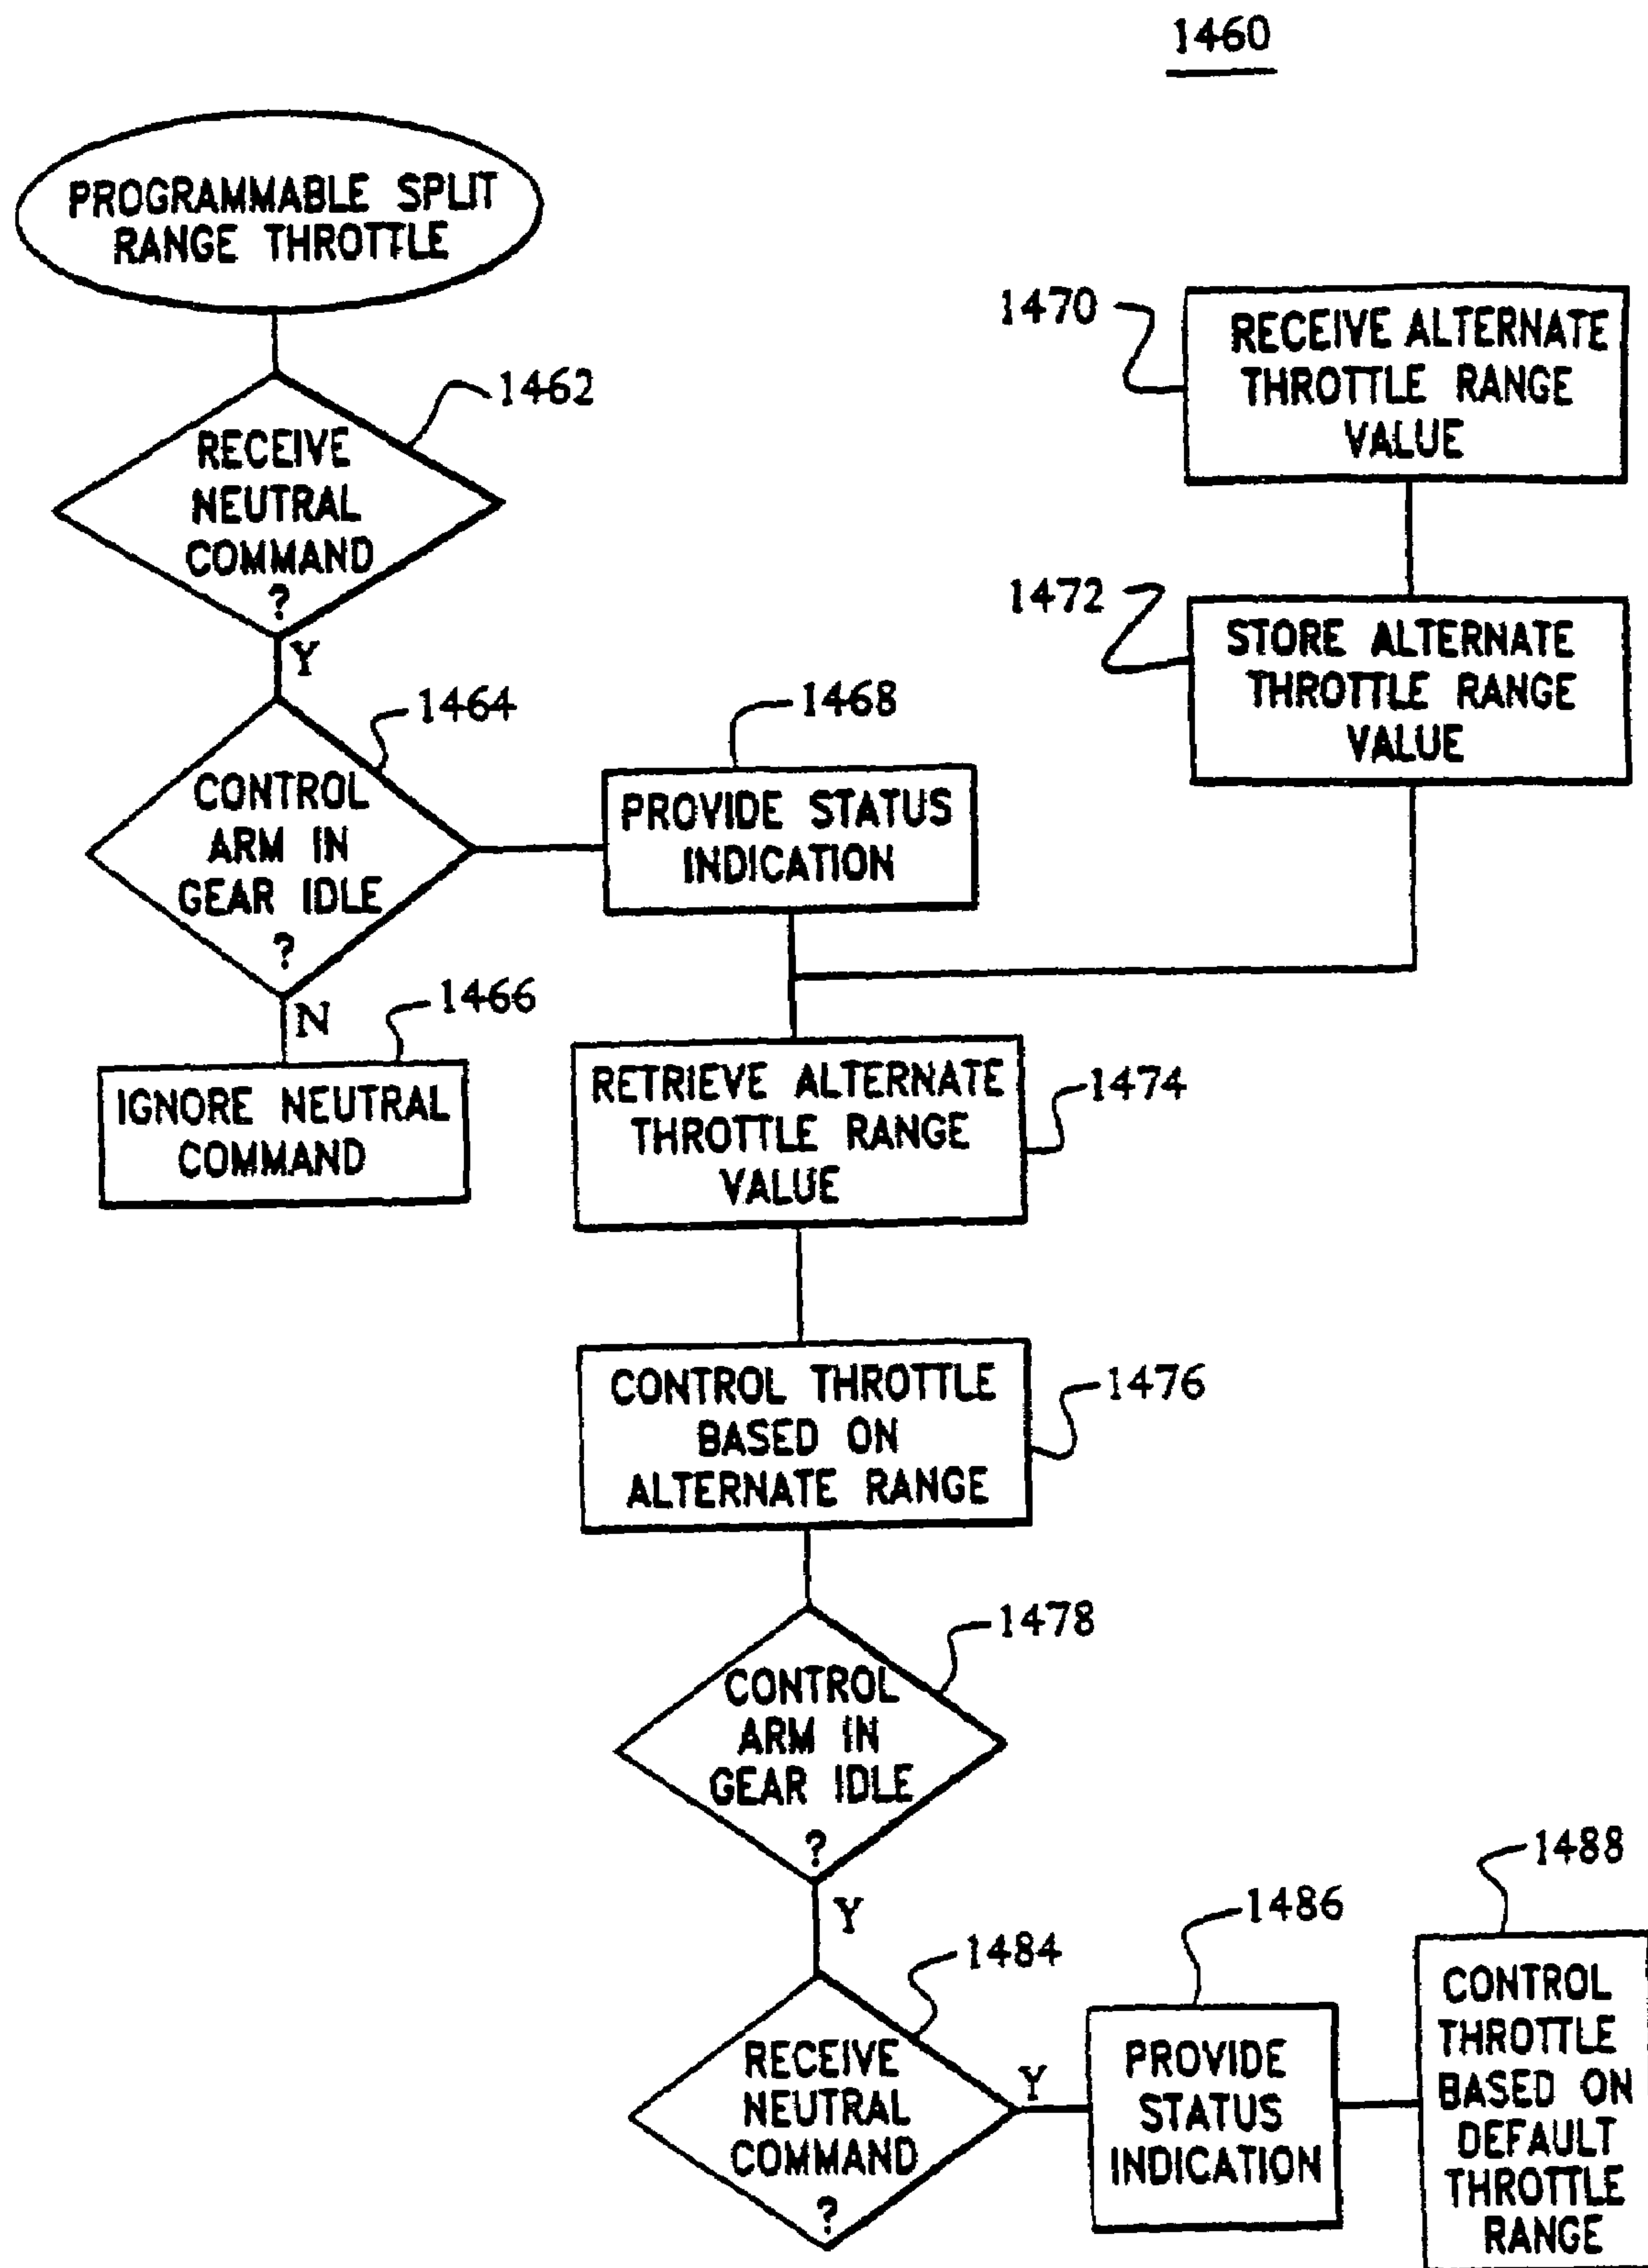 1460
PROGRAMMABLE SPLIT
RANGE THROTTLE
1462
RECEIVE
NEUTRAL
COMMAND
?
Y
1464
CONTROL
ARM IN
GEAR IDLE
?
N
1466
IGNORE NEUTRAL
COMMAND
1468
PROVIDE STATUS
INDICATION
1470
RECEIVE ALTERNATE
THROTTLE RANGE
VALUE
1472
STORE ALTERNATE
THROTTLE RANGE
VALUE
RETRIEVE ALTERNATE
THROTTLE RANGE
VALUE
1474
CONTROL THROTTLE
BASED ON
ALTERNATE RANGE
1476
1478
CONTROL
ARM IN
GEAR IDLE
?
Y
1484
RECEIVE
NEUTRAL
COMMAND
?
Y
1486
PROVIDE
STATUS
INDICATION
1488
CONTROL
THROTTLE
BASED ON
DEFAULT
THROTTLE
RANGE